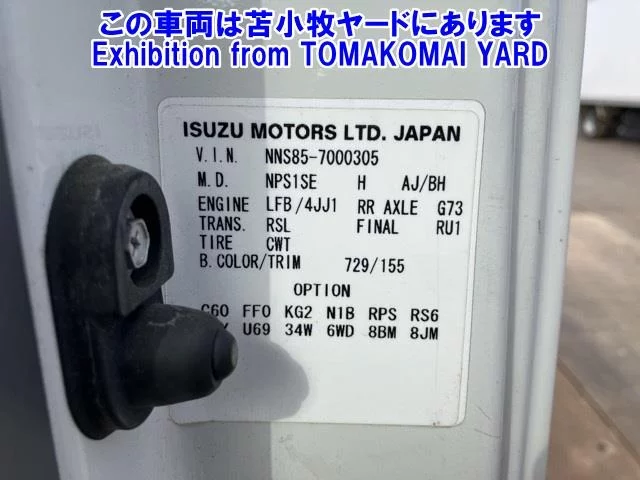 この車両は苫小牧ヤードにあります
Exhibition from TOMAKOMAI YARD
ISUZU MOTORS LTD. JAPAN
V.I.N. NNS85-7000305
M.D. NPS1SE H AJ/BH
ENGINE LFB/4JJ1 RR AXLE G73
TRANS. RSL FINAL RU1
TIRE CWT
B.COLOR/TRIM 729/155
OPTION
FF0 KG2 N1B RPS RS6
U69 34W 6WD 8BM 8JM